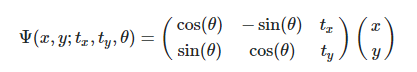 Ψ(x, y; t_x, t_y, θ) = ( cos(θ) − sin(θ) t_x ) ( x )
( sin(θ) cos(θ) t_y ) ( y )